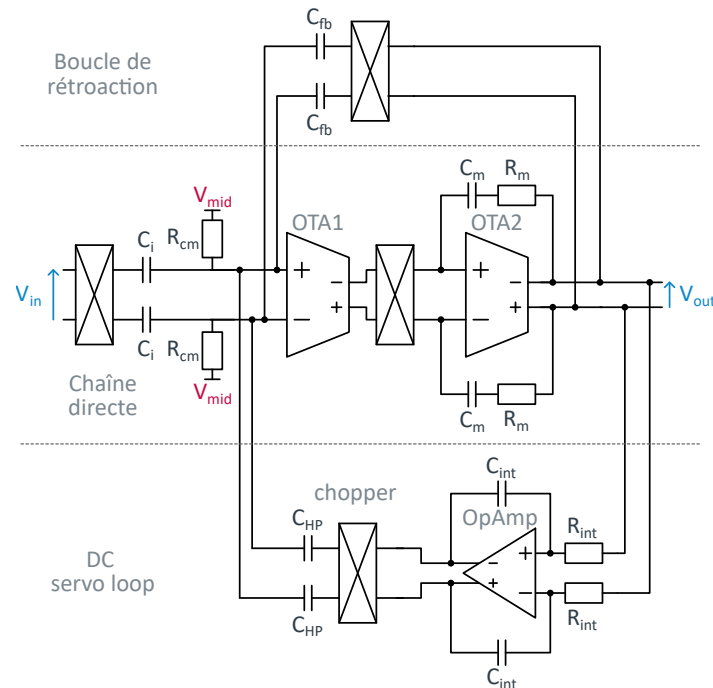 C_fb
Boucle de
rétroaction
C_fb
C_m R_m
V_mid
OTA1 OTA2
C_i R_cm
+ − + −
V_in V_out
− + − +
C_i R_cm
V_mid
Chaîne
directe
C_m R_m
C_int
chopper
OpAmp
C_HP R_int
− +
DC
servo loop
+ −
C_HP R_int
C_int